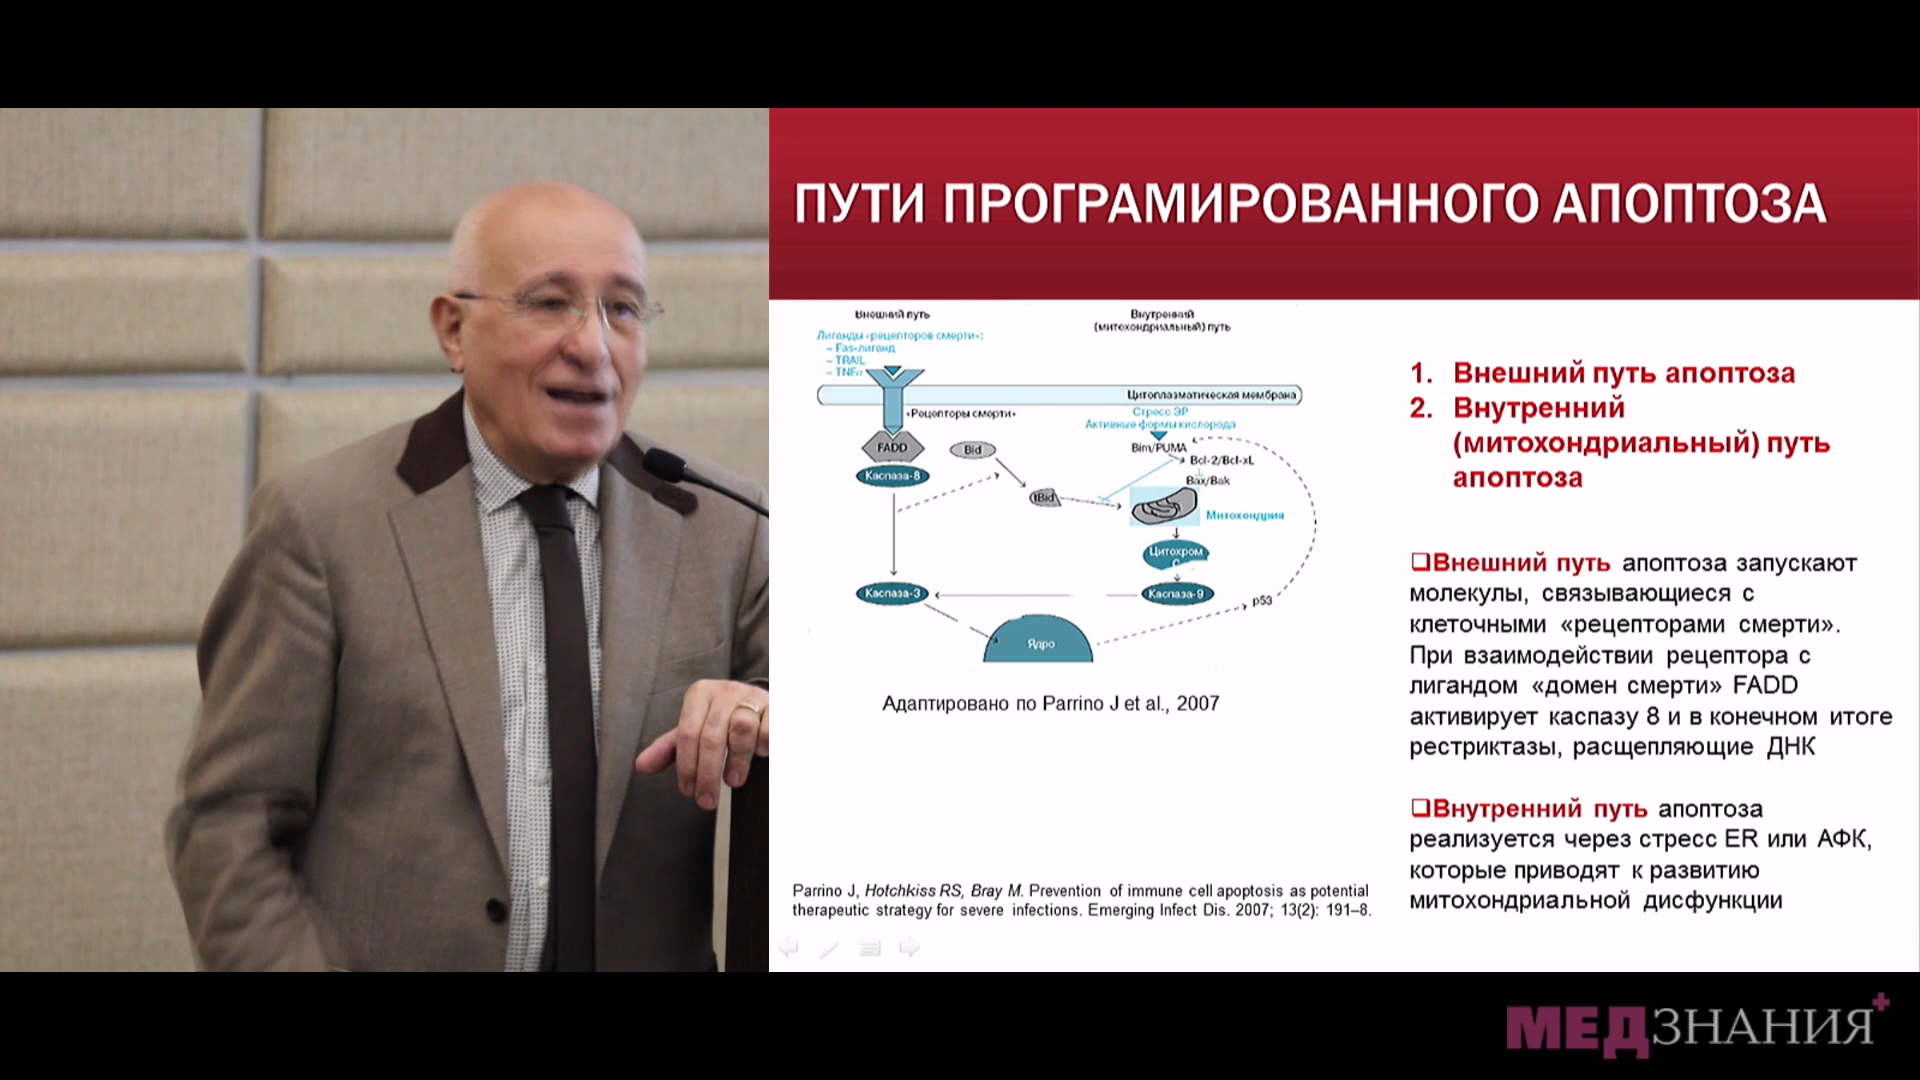 ПУТИ ПРОГРАМИРОВАННОГО АПОПТОЗА
Внешний путь
Лиганды «рецепторов смерти»:
– Fas-лиганд
– TRAIL
– TNFα
Внутренний
(митохондриальный) путь
Цитоплазматическая мембрана
«Рецепторы смерти»
Стресс ЭР
Активные формы кислорода
FADD
Bid
Bim/PUMA
Bcl-2/Bcl-xL
Каспаза-8
Bax/Bak
tBid
Митохондрия
Цитохром
С
Каспаза-3
Каспаза-9
p53
Ядро
Адаптировано по Parrino J et al., 2007
1. Внешний путь апоптоза
2. Внутренний
(митохондриальный) путь
апоптоза
❑Внешний путь апоптоза запускают
молекулы, связывающиеся с
клеточными «рецепторами смерти».
При взаимодействии рецептора с
лигандом «домен смерти» FADD
активирует каспазу 8 и в конечном итоге
рестриктазы, расщепляющие ДНК
❑Внутренний путь апоптоза
реализуется через стресс ER или АФК,
которые приводят к развитию
митохондриальной дисфункции
Parrino J, Hotchkiss RS, Bray M. Prevention of immune cell apoptosis as potential
therapeutic strategy for severe infections. Emerging Infect Dis. 2007; 13(2): 191–8.
МЕДЗНАНИЯ+